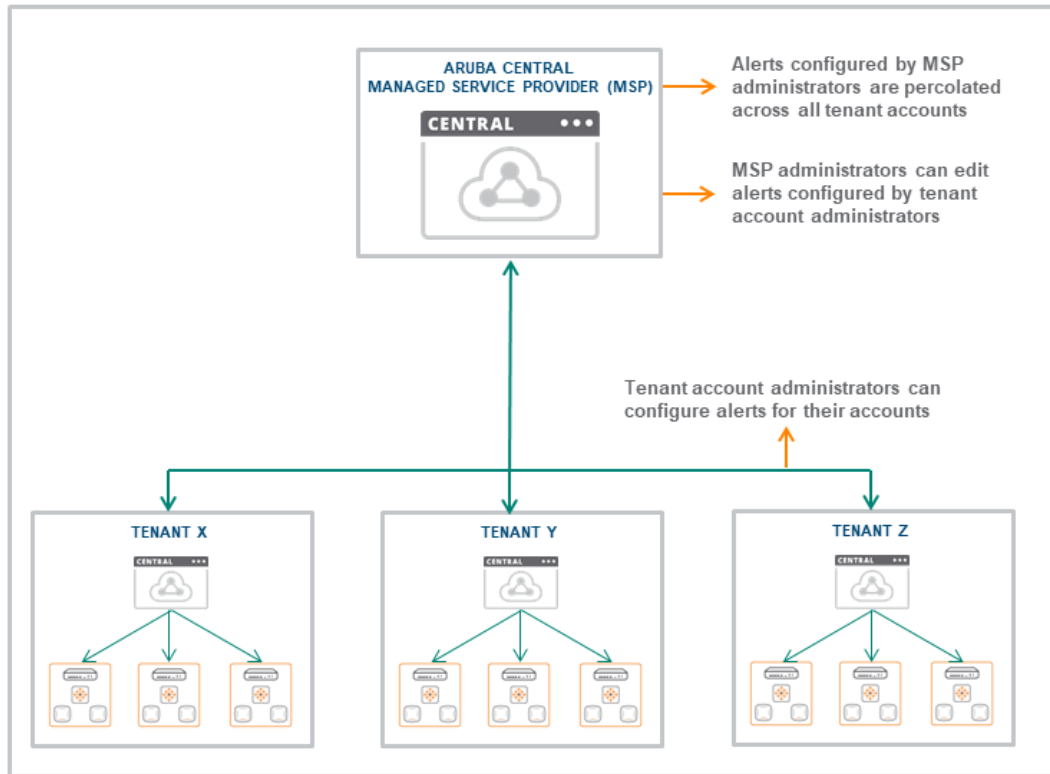 ARUBA CENTRAL
MANAGED SERVICE PROVIDER (MSP)
CENTRAL
Alerts configured by MSP
administrators are percolated
across all tenant accounts
MSP administrators can edit
alerts configured by tenant
account administrators
Tenant account administrators can
configure alerts for their accounts
TENANT X
CENTRAL
TENANT Y
CENTRAL
TENANT Z
CENTRAL